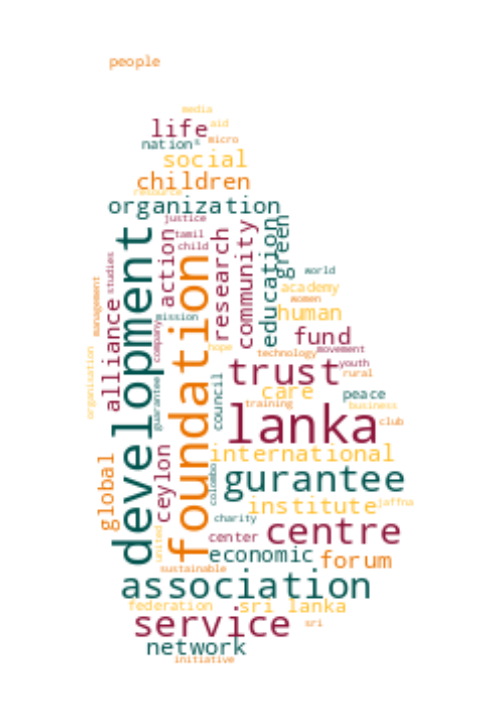 people
media
life
aid
nation's
micro
social
children
resource
organization
justice
tamil
child
action
research
community
education
green
world
academy
women
human
studies
management
alliance
development
foundation
mission
company
hope
fund
technology
movement
trust
youth
rural
organisation
guarantee
council
care
training
peace
business
lanka
club
international
global
ceylon
colombo
gurantee
institute
jaffna
charity
centre
center
united
economic
forum
sustainable
association
federation
sri lanka
service
sri
network
initiative